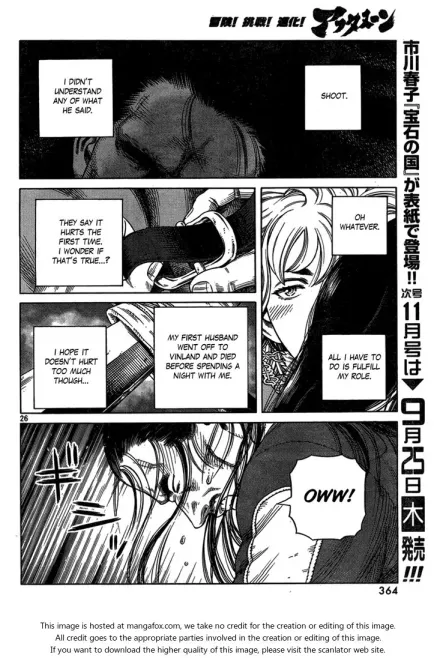 冒険! 挑戦! 進化! アフタヌーン
I DIDN'T
UNDERSTAND
ANY OF WHAT
HE SAID.
SHOOT.
THEY SAY IT
HURTS THE
FIRST TIME.
I WONDER IF
THAT'S TRUE...?
OH
WHATEVER.
I HOPE IT
DOESN'T HURT
TOO MUCH
THOUGH...
MY FIRST HUSBAND
WENT OFF TO
VINLAND AND DIED
BEFORE SPENDING A
NIGHT WITH ME.
ALL I HAVE TO
DO IS FULFILL
MY ROLE.
26
ギッ
OWW!
市川春子『宝石の国』が表紙で登場!! 次号11月号は▼9月25日木発売!!!
364
This image is hosted at mangafox.com, we take no credit for the creation or editing of this image.
All credit goes to the appropriate parties involved in the creation or editing of this image.
If you want to download the higher quality of this image, please visit the scanlator web site.